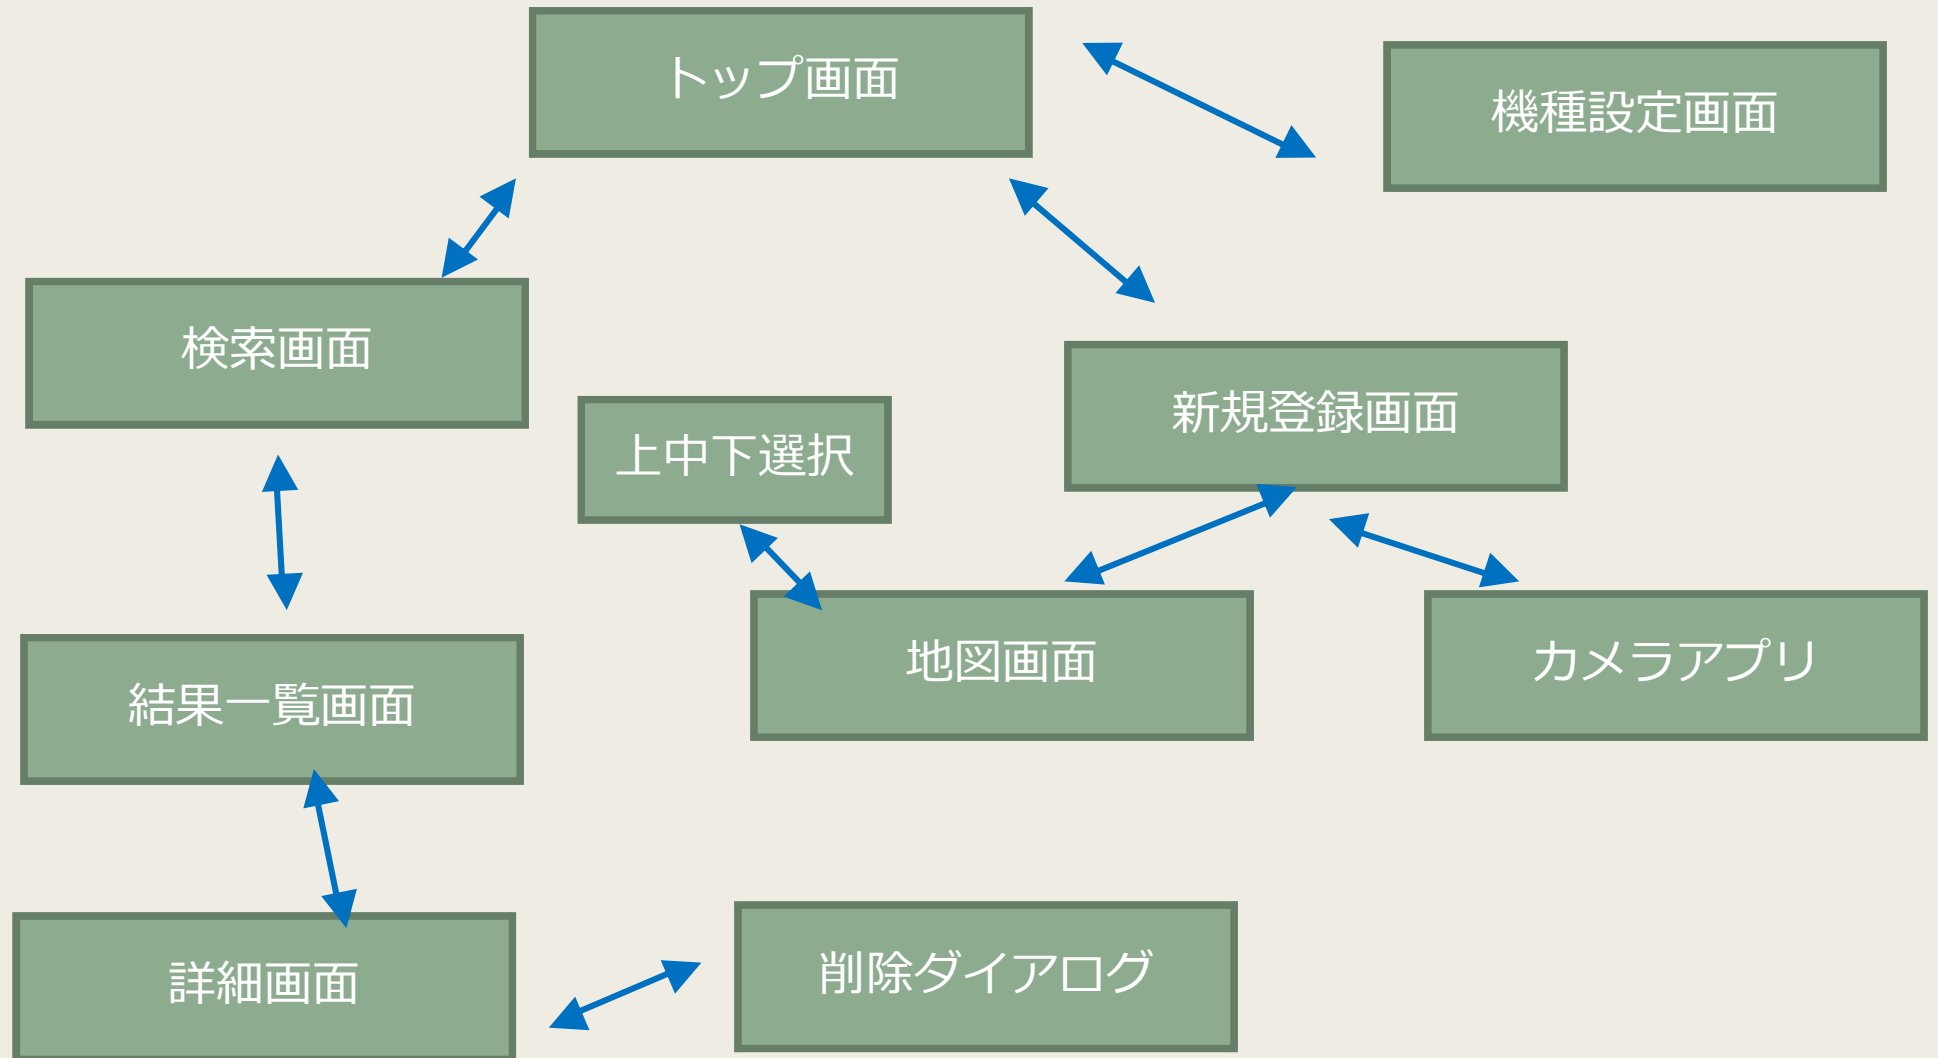 トップ画面
機種設定画面
検索画面
新規登録画面
上中下選択
地図画面
カメラアプリ
結果一覧画面
詳細画面
削除ダイアログ